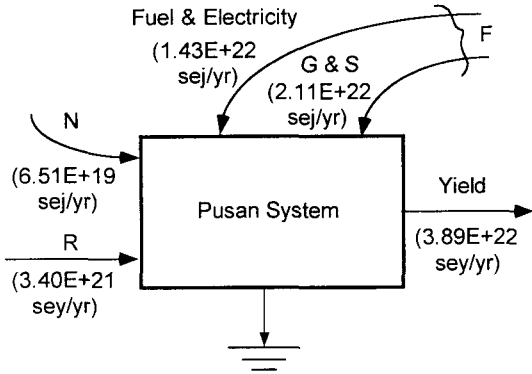 Fuel & Electricity
(1.43E+22
sej/yr)
F
G & S
(2.11E+22
sej/yr)
N
(6.51E+19
sej/yr)
Pusan System
Yield
(3.89E+22
sey/yr)
R
(3.40E+21
sey/yr)